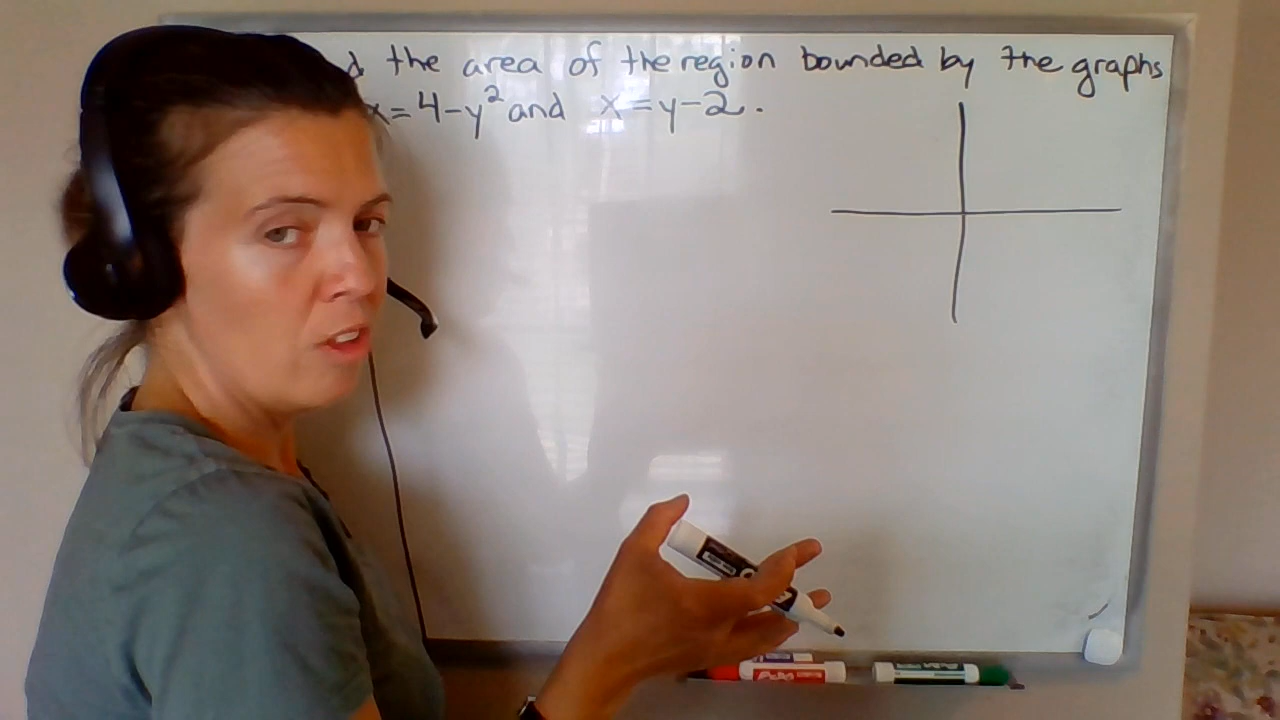 the area of the region bounded by the graphs
x=4-y² and x=y-2.